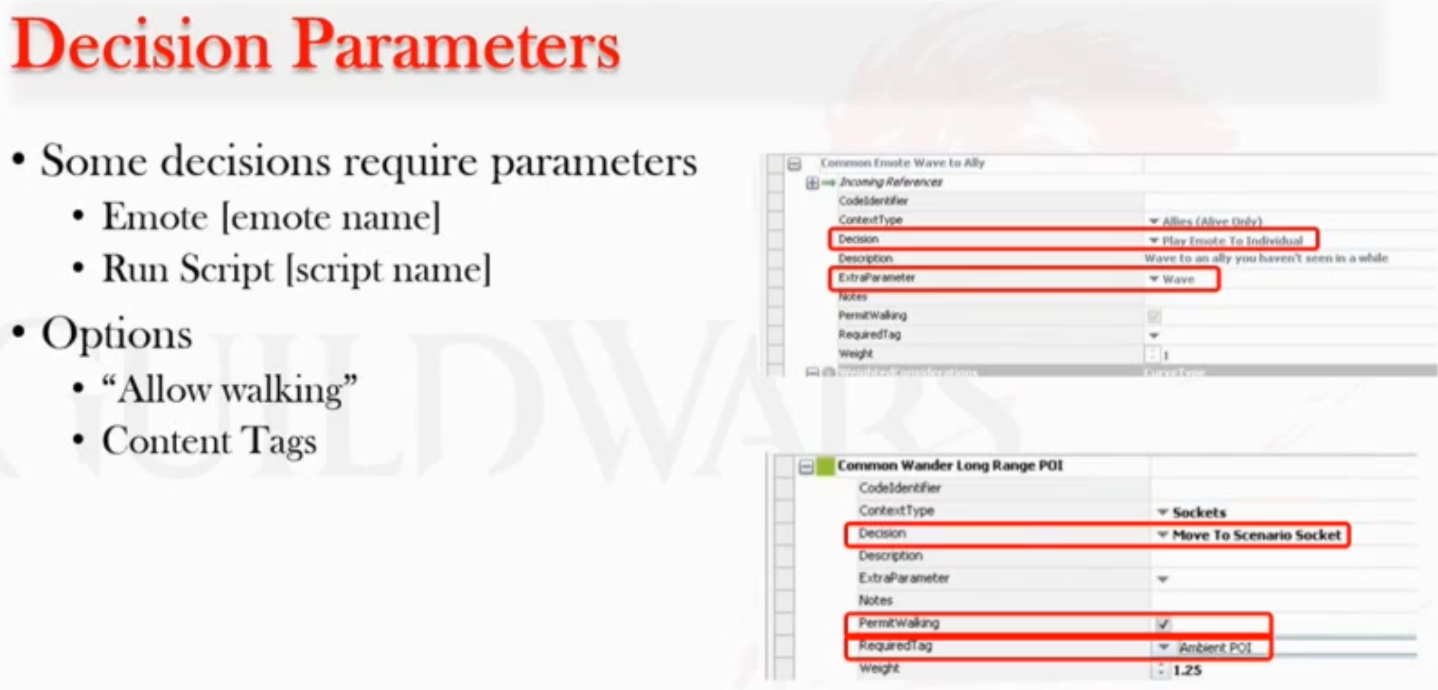 Decision Parameters
• Some decisions require parameters
• Emote [emote name]
• Run Script [script name]
• Options
• “Allow walking”
• Content Tags
GUILDWARS
Common Emote Wave to Ally
Incoming References
CodeIdentifier
ContextType Allies (Alive Only)
Decision Play Emote To Individual
Description Wave to an ally you haven't seen in a while
ExtraParameter Wave
Notes
PermitWalking
RequiredTag
Weight 1
WeightedConsiderations CurveType
Common Wander Long Range POI
CodeIdentifier
ContextType Sockets
Decision Move To Scenario Socket
Description
ExtraParameter
Notes
PermitWalking
RequiredTag Ambient POI
Weight 1.25